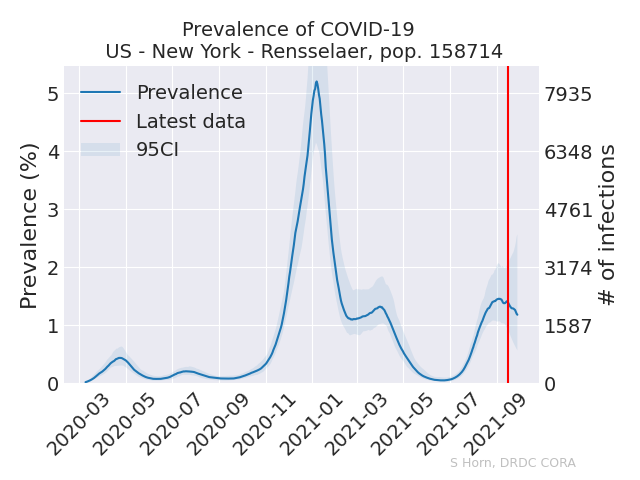 Prevalence of COVID-19
US - New York - Rensselaer, pop. 158714
Prevalence
Latest data
95CI
Prevalence (%)
5
4
3
2
1
0
7935
6348
4761
3174
1587
0
# of infections
2020-03
2020-05
2020-07
2020-09
2020-11
2021-01
2021-03
2021-05
2021-07
2021-09
S Horn, DRDC CORA